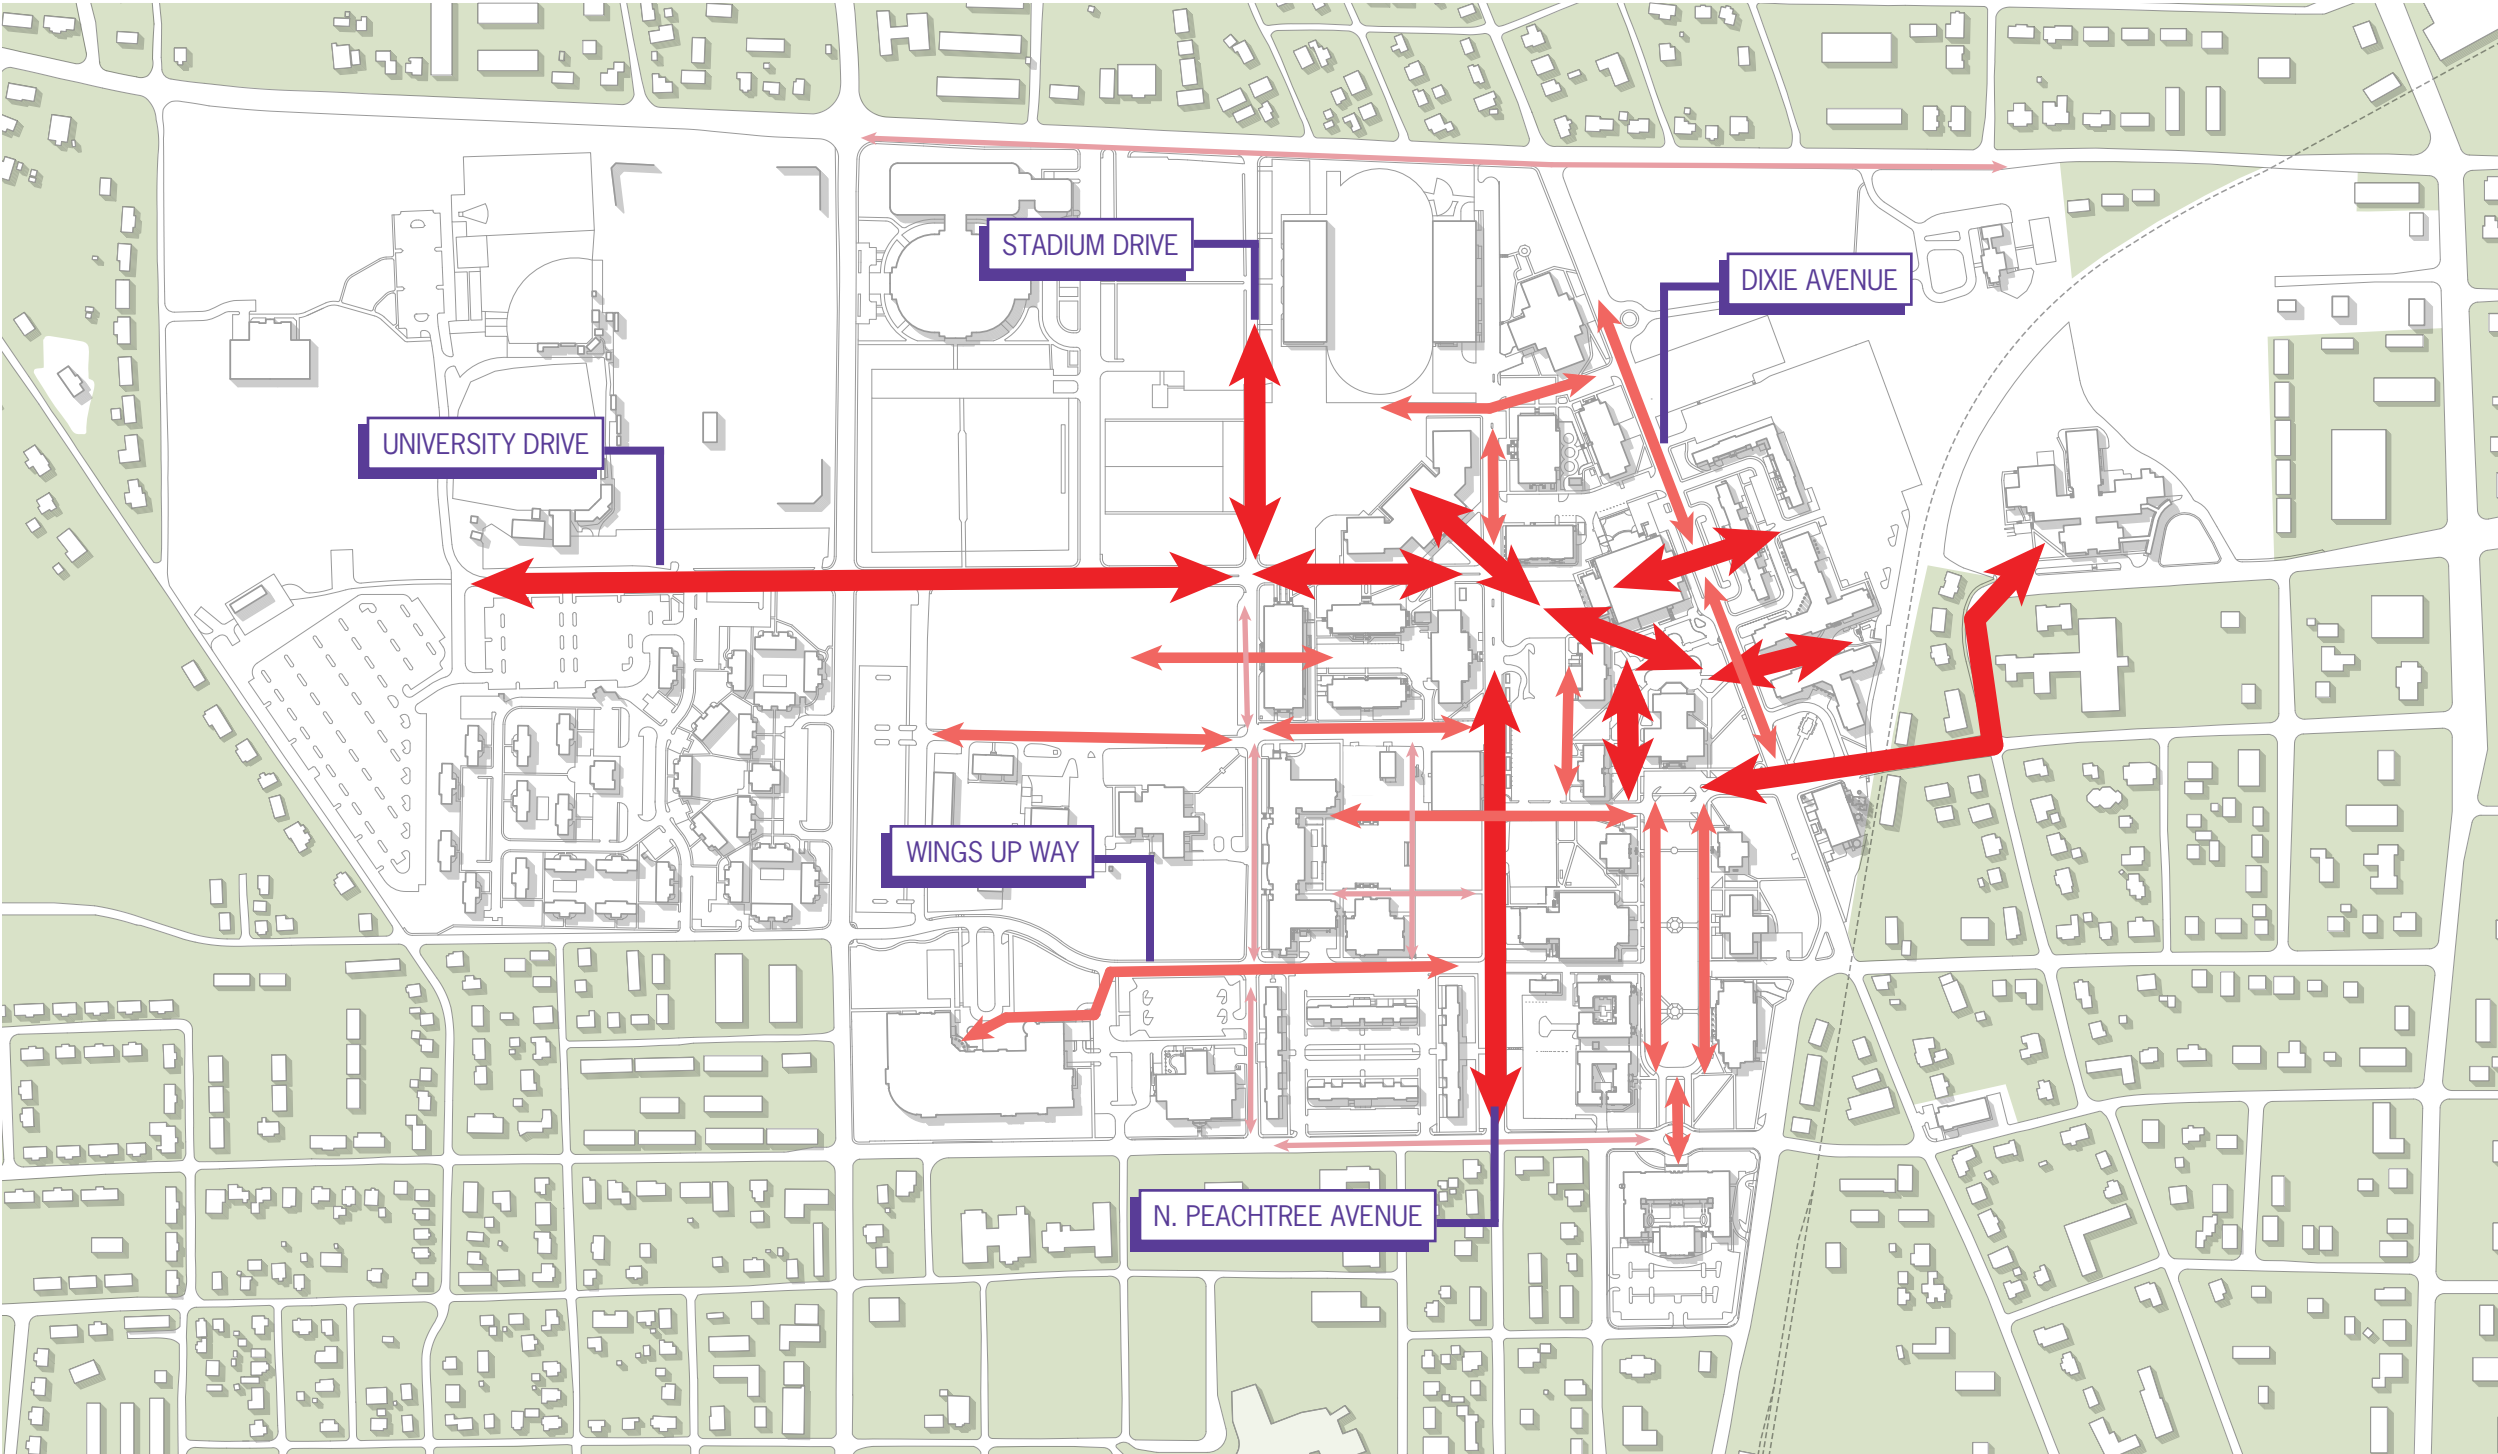 STADIUM DRIVE
DIXIE AVENUE
UNIVERSITY DRIVE
WINGS UP WAY
N. PEACHTREE AVENUE